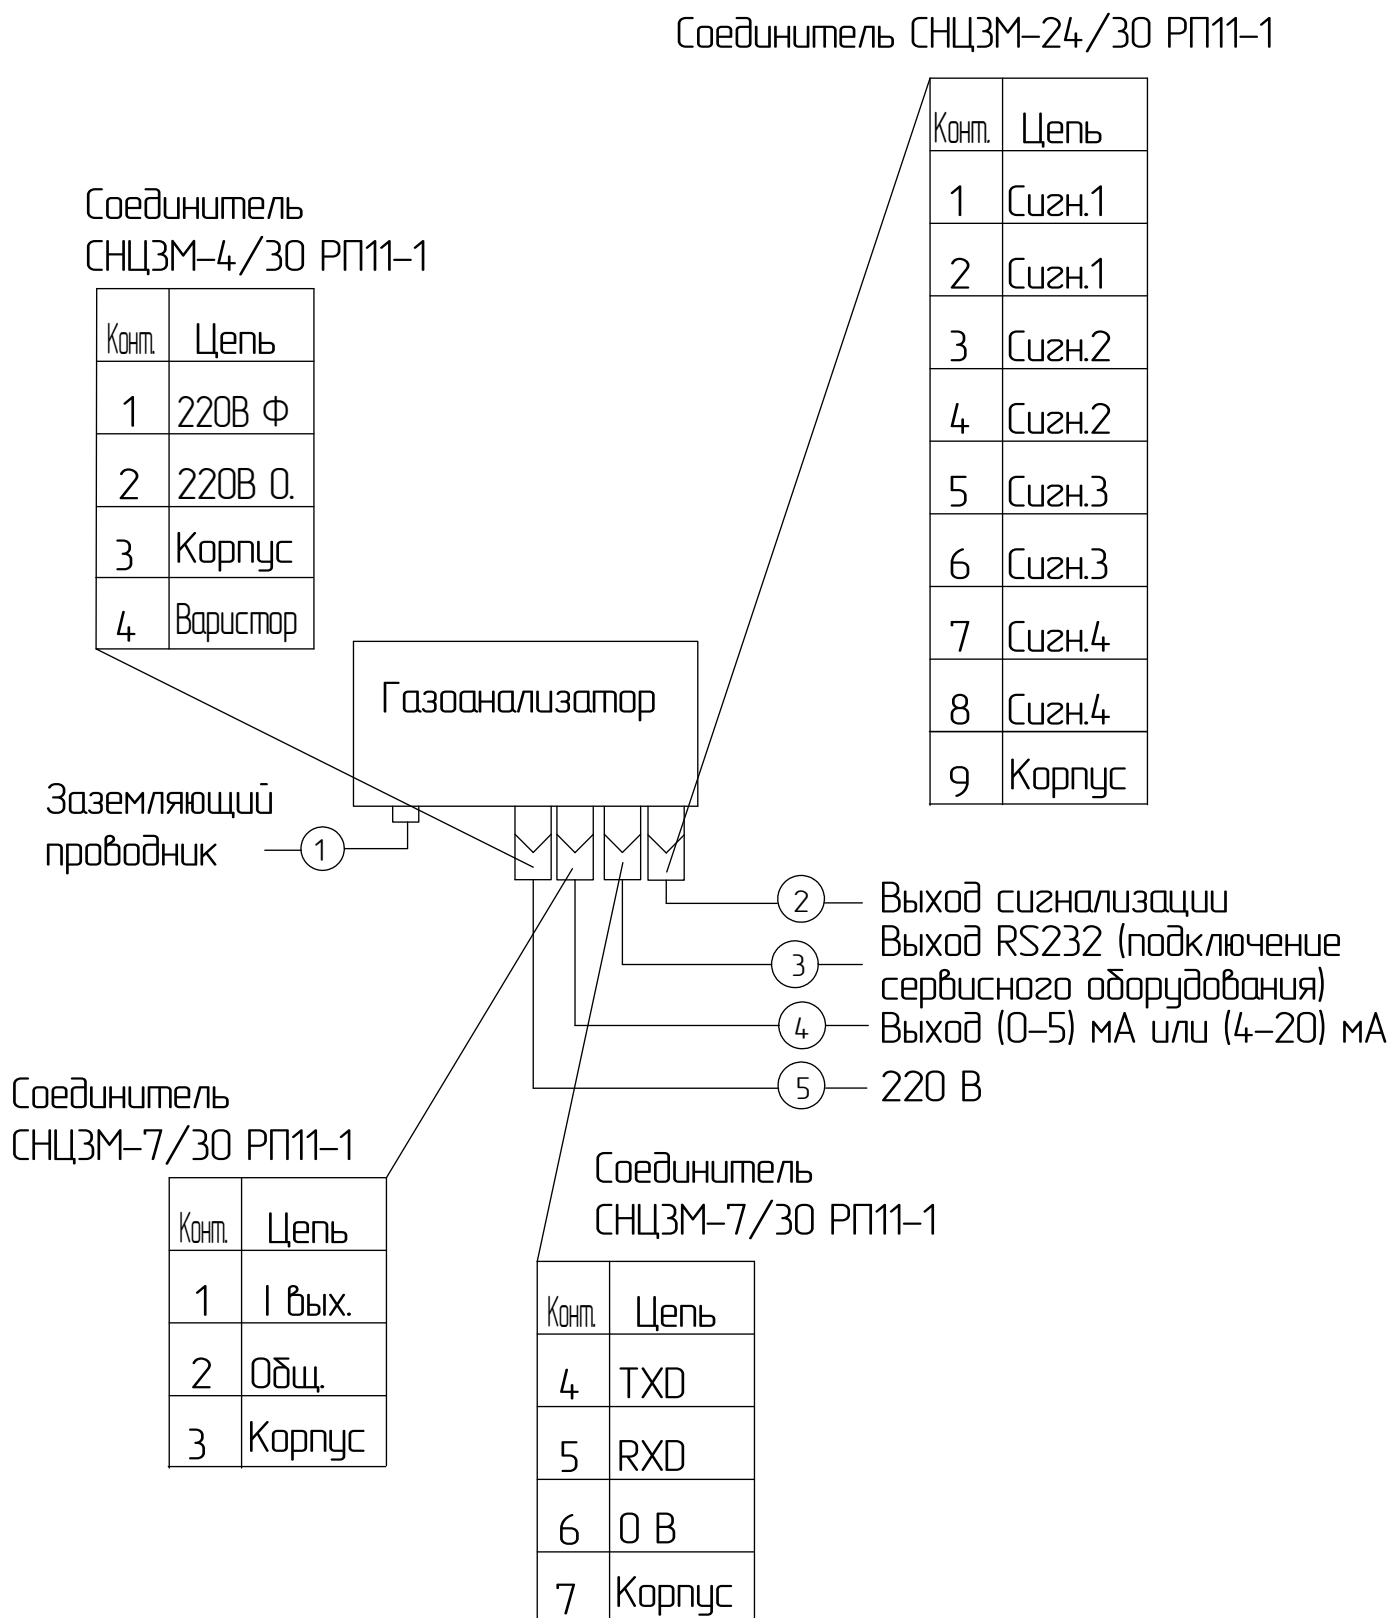 Соединитель СНЦ3М-24/30 РП11-1
Конт. Цепь
1 Сигн.1
2 Сигн.1
3 Сигн.2
4 Сигн.2
5 Сигн.3
6 Сигн.3
7 Сигн.4
8 Сигн.4
9 Корпус
Соединитель
СНЦ3М-4/30 РП11-1
Конт. Цепь
1 220В Ф
2 220В О.
3 Корпус
4 Варистор
Газоанализатор
Заземляющий
проводник
1
2 Выход сигнализации
3 Выход RS232 (подключение
сервисного оборудования)
4 Выход (0-5) мА или (4-20) мА
5 220 В
Соединитель
СНЦ3М-7/30 РП11-1
Конт. Цепь
1 I вых.
2 Общ.
3 Корпус
Соединитель
СНЦ3М-7/30 РП11-1
Конт. Цепь
4 TXD
5 RXD
6 0 В
7 Корпус